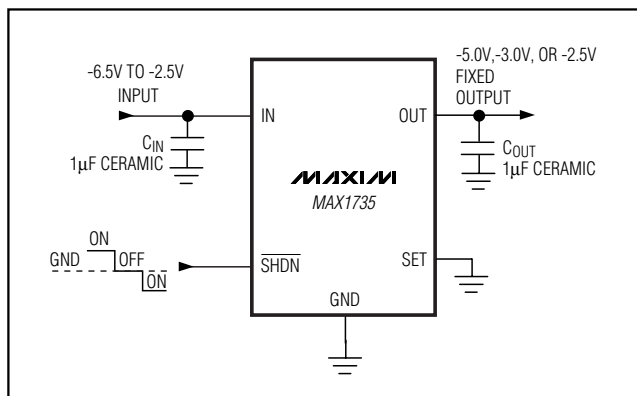 -6.5V TO -2.5V
INPUT
-5.0V,-3.0V, OR -2.5V
FIXED
OUTPUT
IN
OUT
CIN
1μF CERAMIC
COUT
1μF CERAMIC
MAXIM
MAX1735
ON
GND
OFF
ON
SHDN
SET
GND